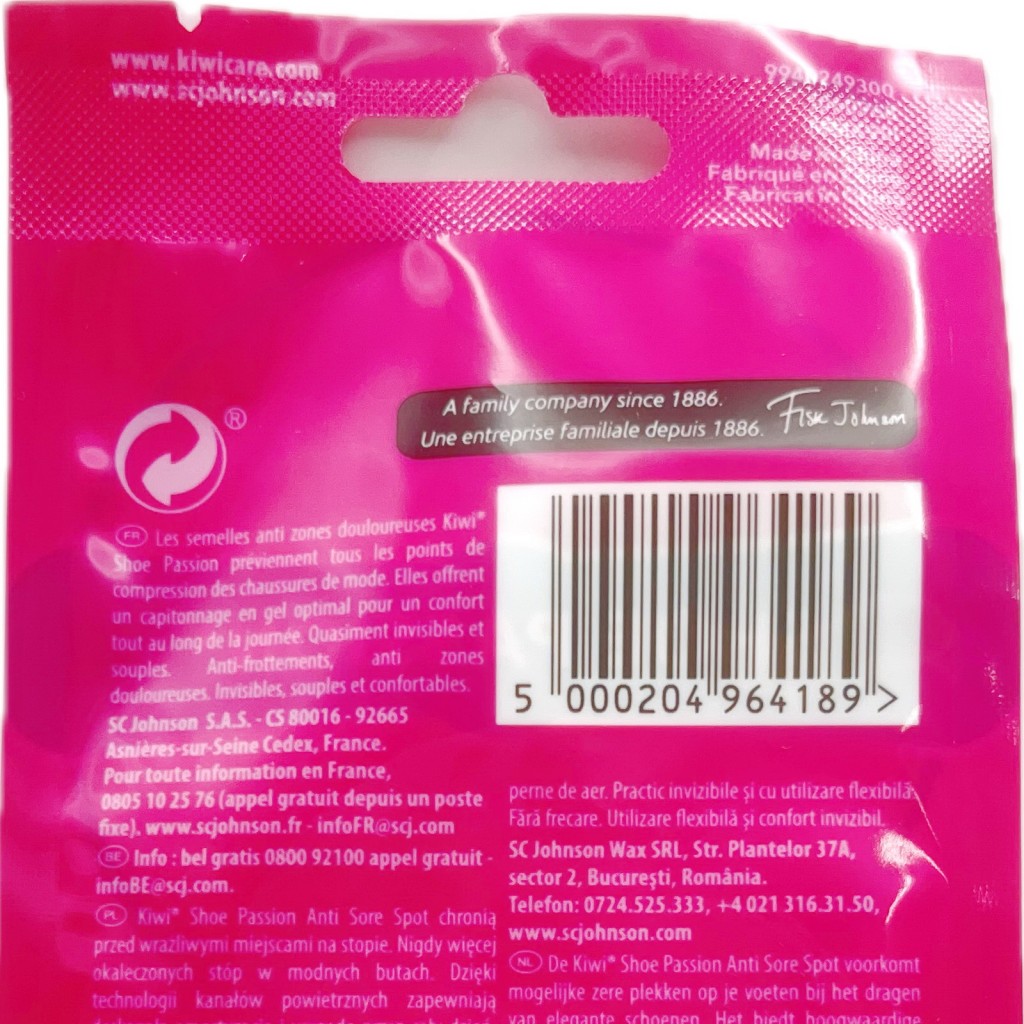 www.kiwicare.com
www.scjohnson.com
Made
Fabriqué en
Fabricat in
A family company since 1886.
Une entreprise familiale depuis 1886.
Fisk Johnson
®
FR Les semelles anti zones douloureuses Kiwi®
Shoe Passion préviennent tous les points de
compression des chaussures de mode. Elles offrent
un capitonnage en gel optimal pour un confort
tout au long de la journée. Quasiment invisibles et
souples. Anti-frottements, anti zones
douloureuses. Invisibles, souples et confortables.
SC Johnson S.A.S. - CS 80016 - 92665
Asnières-sur-Seine Cedex, France.
Pour toute information en France,
0805 10 25 76 (appel gratuit depuis un poste
fixe). www.scjohnson.fr - infoFR@scj.com
BE Info : bel gratis 0800 92100 appel gratuit -
infoBE@scj.com.
PL Kiwi® Shoe Passion Anti Sore Spot chronią
przed wrażliwymi miejscami na stopie. Nigdy więcej
okaleczonych stóp w modnych butach. Dzięki
technologii kanałów powietrznych zapewniają
5 000204 964189 >
perne de aer. Practic invizibile și cu utilizare flexibilă.
Fără frecare. Utilizare flexibilă și confort invizibil.
SC Johnson Wax SRL, Str. Plantelor 37A,
sector 2, București, România.
Telefon: 0724.525.333, +4 021 316.31.50,
www.scjohnson.com
NL De Kiwi® Shoe Passion Anti Sore Spot voorkomt
mogelijke zere plekken op je voeten bij het dragen
van elegante schoenen. Het biedt hoogwaardige